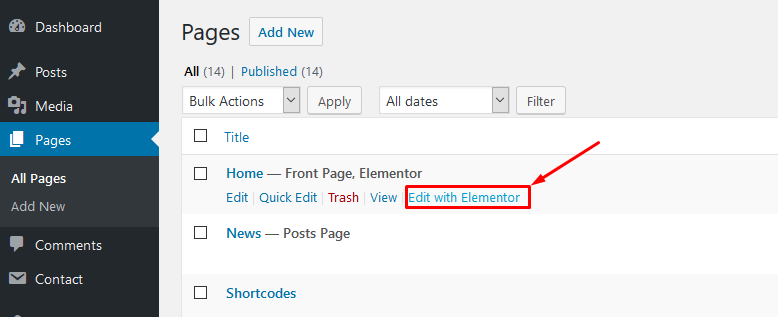 Dashboard
Posts
Media
Pages
All Pages
Add New
Comments
Contact
Pages Add New
All (14) | Published (14)
Bulk Actions Apply All dates Filter
Title
Home — Front Page, Elementor
Edit | Quick Edit | Trash | View | Edit with Elementor
News — Posts Page
Shortcodes